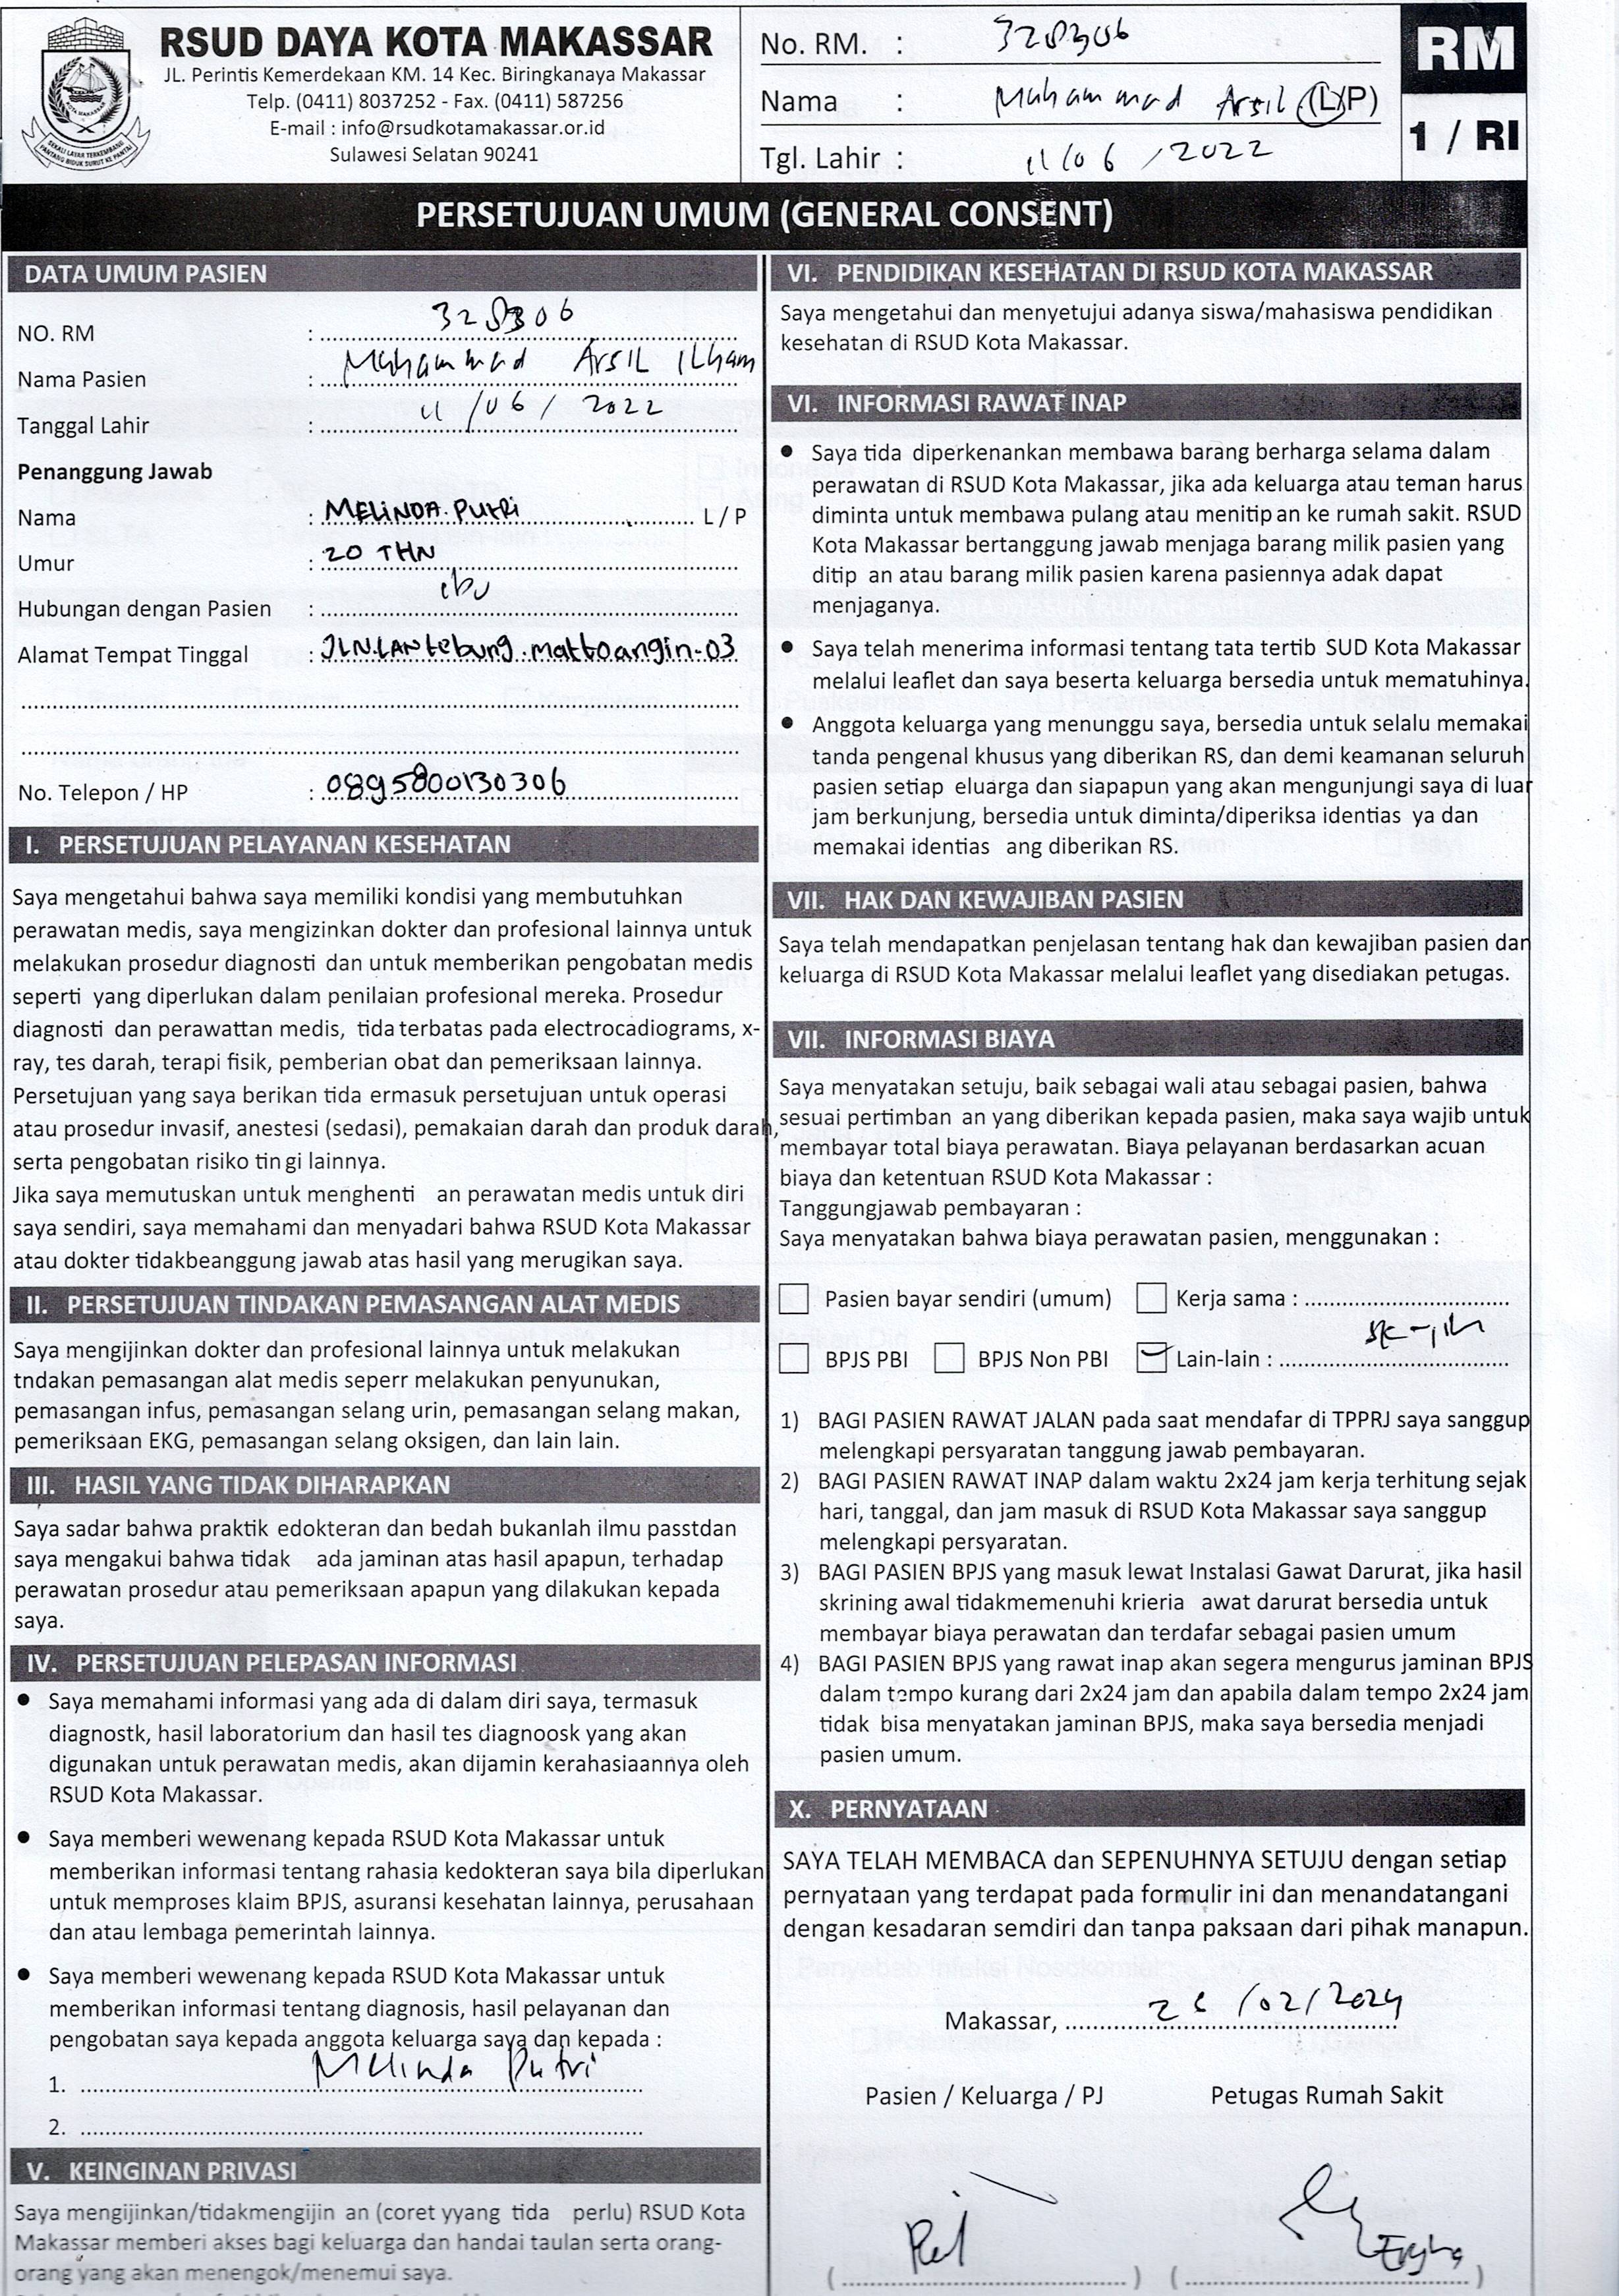 RSUD DAYA KOTA MAKASSAR
JL. Perintis Kemerdekaan KM. 14 Kec. Biringkanaya Makassar
Telp. (0411) 8037252 - Fax. (0411) 587256
E-mail : info@rsudkotamakassar.or.id
Sulawesi Selatan 90241
No. RM. : 328306
Nama : Muhammad Arsil (L/P)
Tgl. Lahir : 11/06/2022
RM
1 / RI
PERSETUJUAN UMUM (GENERAL CONSENT)
DATA UMUM PASIEN
NO. RM : 328306
Nama Pasien : Muhammad Arsil Ilham
Tanggal Lahir : 11/06/2022
Penanggung Jawab
Nama : MELINDA. PUTRI L / P
Umur : 20 THN
Hubungan dengan Pasien : ibu
Alamat Tempat Tinggal : JLN.LANtebung.mattoangin-03
No. Telepon / HP : 0895800130306
I. PERSETUJUAN PELAYANAN KESEHATAN
Saya mengetahui bahwa saya memiliki kondisi yang membutuhkan
perawatan medis, saya mengizinkan dokter dan profesional lainnya untuk
melakukan prosedur diagnosti dan untuk memberikan pengobatan medis
seperti yang diperlukan dalam penilaian profesional mereka. Prosedur
diagnosti dan perawattan medis, tida terbatas pada electrocadiograms, x-
ray, tes darah, terapi fisik, pemberian obat dan pemeriksaan lainnya.
Persetujuan yang saya berikan tida ermasuk persetujuan untuk operasi
atau prosedur invasif, anestesi (sedasi), pemakaian darah dan produk darah,
serta pengobatan risiko tin gi lainnya.
Jika saya memutuskan untuk menghenti an perawatan medis untuk diri
saya sendiri, saya memahami dan menyadari bahwa RSUD Kota Makassar
atau dokter tidakbeanggung jawab atas hasil yang merugikan saya.
II. PERSETUJUAN TINDAKAN PEMASANGAN ALAT MEDIS
Saya mengijinkan dokter dan profesional lainnya untuk melakukan
tndakan pemasangan alat medis seperr melakukan penyunukan,
pemasangan infus, pemasangan selang urin, pemasangan selang makan,
pemeriksaan EKG, pemasangan selang oksigen, dan lain lain.
III. HASIL YANG TIDAK DIHARAPKAN
Saya sadar bahwa praktik edokteran dan bedah bukanlah ilmu passtdan
saya mengakui bahwa tidak ada jaminan atas hasil apapun, terhadap
perawatan prosedur atau pemeriksaan apapun yang dilakukan kepada
saya.
IV. PERSETUJUAN PELEPASAN INFORMASI
● Saya memahami informasi yang ada di dalam diri saya, termasuk
diagnostk, hasil laboratorium dan hasil tes diagnoosk yang akan
digunakan untuk perawatan medis, akan dijamin kerahasiaannya oleh
RSUD Kota Makassar.
● Saya memberi wewenang kepada RSUD Kota Makassar untuk
memberikan informasi tentang rahasia kedokteran saya bila diperlukan
untuk memproses klaim BPJS, asuransi kesehatan lainnya, perusahaan
dan atau lembaga pemerintah lainnya.
● Saya memberi wewenang kepada RSUD Kota Makassar untuk
memberikan informasi tentang diagnosis, hasil pelayanan dan
pengobatan saya kepada anggota keluarga saya dan kepada :
1. Melinda Putri
2.
V. KEINGINAN PRIVASI
Saya mengijinkan/tidakmengijin an (coret yyang tida perlu) RSUD Kota
Makassar memberi akses bagi keluarga dan handai taulan serta orang-
orang yang akan menengok/menemui saya.
VI. PENDIDIKAN KESEHATAN DI RSUD KOTA MAKASSAR
Saya mengetahui dan menyetujui adanya siswa/mahasiswa pendidikan
kesehatan di RSUD Kota Makassar.
VI. INFORMASI RAWAT INAP
● Saya tida diperkenankan membawa barang berharga selama dalam
perawatan di RSUD Kota Makassar, jika ada keluarga atau teman harus
diminta untuk membawa pulang atau menitip an ke rumah sakit. RSUD
Kota Makassar bertanggung jawab menjaga barang milik pasien yang
ditip an atau barang milik pasien karena pasiennya adak dapat
menjaganya.
● Saya telah menerima informasi tentang tata tertib SUD Kota Makassar
melalui leaflet dan saya beserta keluarga bersedia untuk mematuhinya.
● Anggota keluarga yang menunggu saya, bersedia untuk selalu memakai
tanda pengenal khusus yang diberikan RS, dan demi keamanan seluruh
pasien setiap eluarga dan siapapun yang akan mengunjungi saya di luar
jam berkunjung, bersedia untuk diminta/diperiksa identias ya dan
memakai identias ang diberikan RS.
VII. HAK DAN KEWAJIBAN PASIEN
Saya telah mendapatkan penjelasan tentang hak dan kewajiban pasien dan
keluarga di RSUD Kota Makassar melalui leaflet yang disediakan petugas.
VII. INFORMASI BIAYA
Saya menyatakan setuju, baik sebagai wali atau sebagai pasien, bahwa
sesuai pertimban an yang diberikan kepada pasien, maka saya wajib untuk
membayar total biaya perawatan. Biaya pelayanan berdasarkan acuan
biaya dan ketentuan RSUD Kota Makassar :
Tanggungjawab pembayaran :
Saya menyatakan bahwa biaya perawatan pasien, menggunakan :
Pasien bayar sendiri (umum) Kerja sama :
BPJS PBI BPJS Non PBI Lain-lain :
1) BAGI PASIEN RAWAT JALAN pada saat mendafar di TPPRJ saya sanggup
melengkapi persyaratan tanggung jawab pembayaran.
2) BAGI PASIEN RAWAT INAP dalam waktu 2x24 jam kerja terhitung sejak
hari, tanggal, dan jam masuk di RSUD Kota Makassar saya sanggup
melengkapi persyaratan.
3) BAGI PASIEN BPJS yang masuk lewat Instalasi Gawat Darurat, jika hasil
skrining awal tidakmemenuhi krieria awat darurat bersedia untuk
membayar biaya perawatan dan terdafar sebagai pasien umum
4) BAGI PASIEN BPJS yang rawat inap akan segera mengurus jaminan BPJS
dalam tempo kurang dari 2x24 jam dan apabila dalam tempo 2x24 jam
tidak bisa menyatakan jaminan BPJS, maka saya bersedia menjadi
pasien umum.
X. PERNYATAAN
SAYA TELAH MEMBACA dan SEPENUHNYA SETUJU dengan setiap
pernyataan yang terdapat pada formulir ini dan menandatangani
dengan kesadaran semdiri dan tanpa paksaan dari pihak manapun.
Makassar, /02/2024
Pasien / Keluarga / PJ Petugas Rumah Sakit